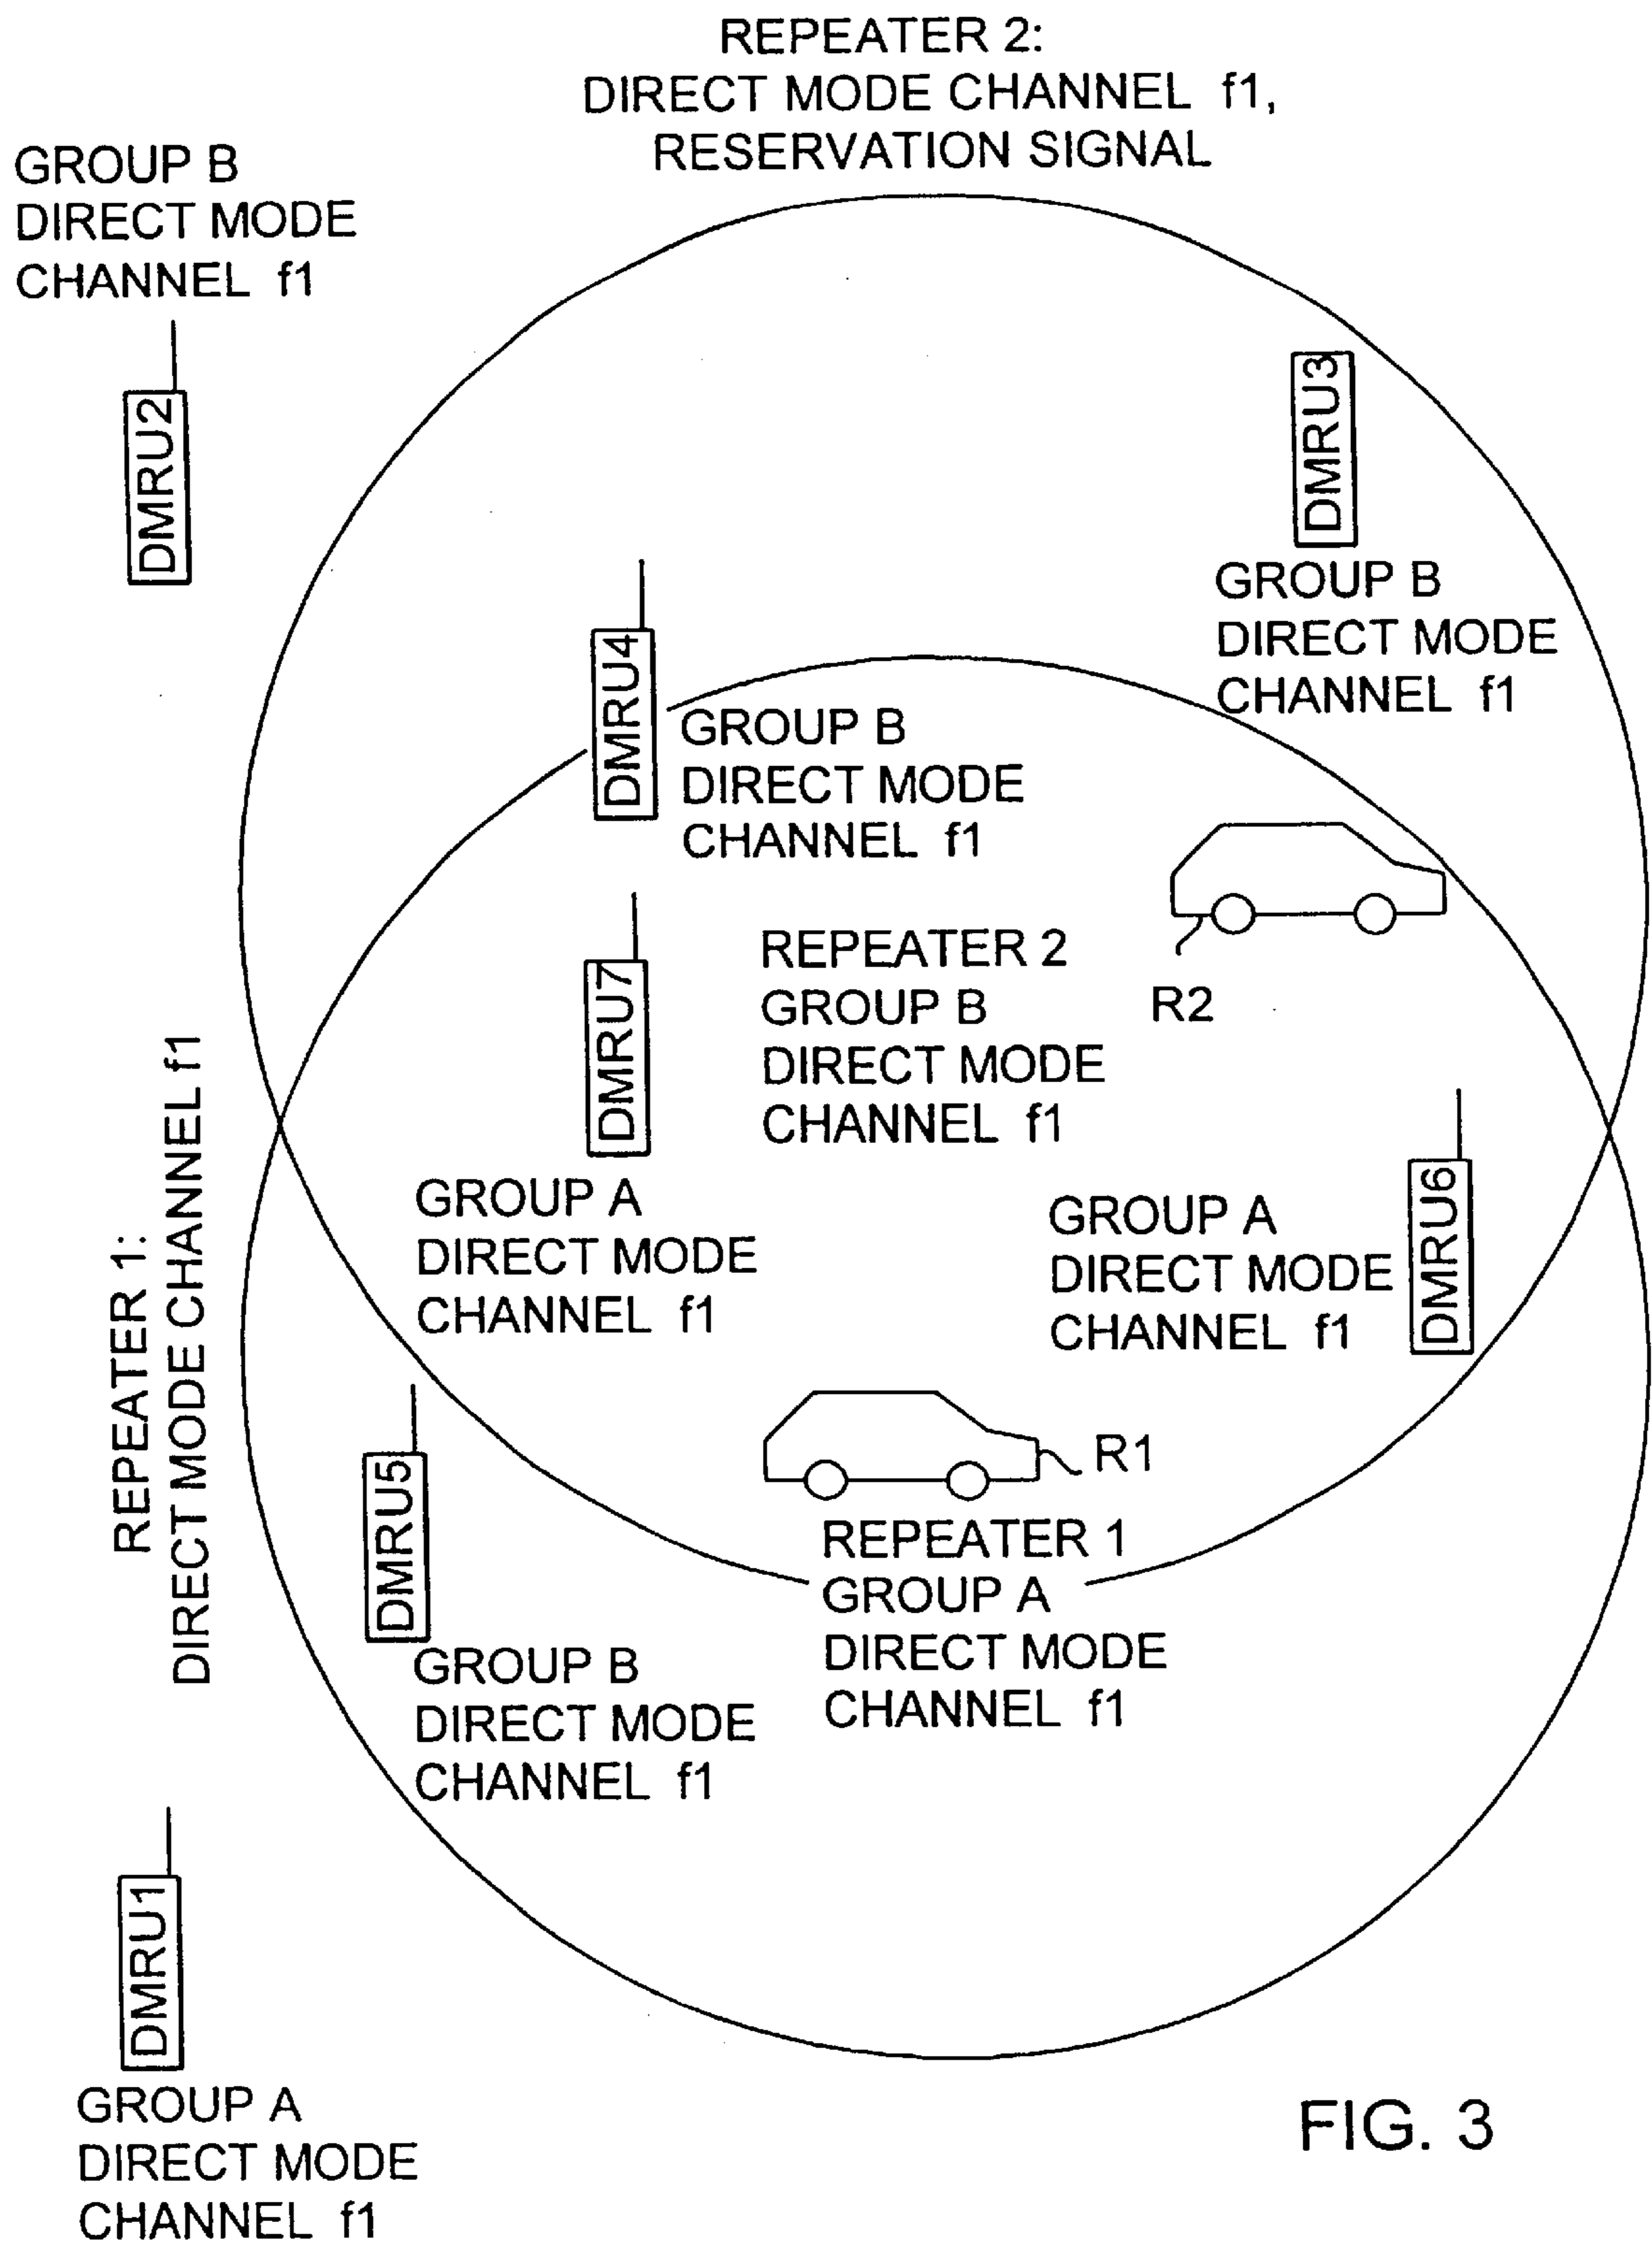 REPEATER 2:
DIRECT MODE CHANNEL f1,
RESERVATION SIGNAL
GROUP B
DIRECT MODE
CHANNEL f1
DMRU2
DMRU3
GROUP B
DIRECT MODE
CHANNEL f1
DMRU4
GROUP B
DIRECT MODE
CHANNEL f1
R2
REPEATER 2
GROUP B
DIRECT MODE
CHANNEL f1
DMRU7
GROUP A
DIRECT MODE
CHANNEL f1
GROUP A
DIRECT MODE
CHANNEL f1
DMRU6
REPEATER 1:
DIRECT MODE CHANNEL f1
R1
REPEATER 1
GROUP A
DIRECT MODE
CHANNEL f1
DMRU5
GROUP B
DIRECT MODE
CHANNEL f1
DMRU1
GROUP A
DIRECT MODE
CHANNEL f1
FIG. 3